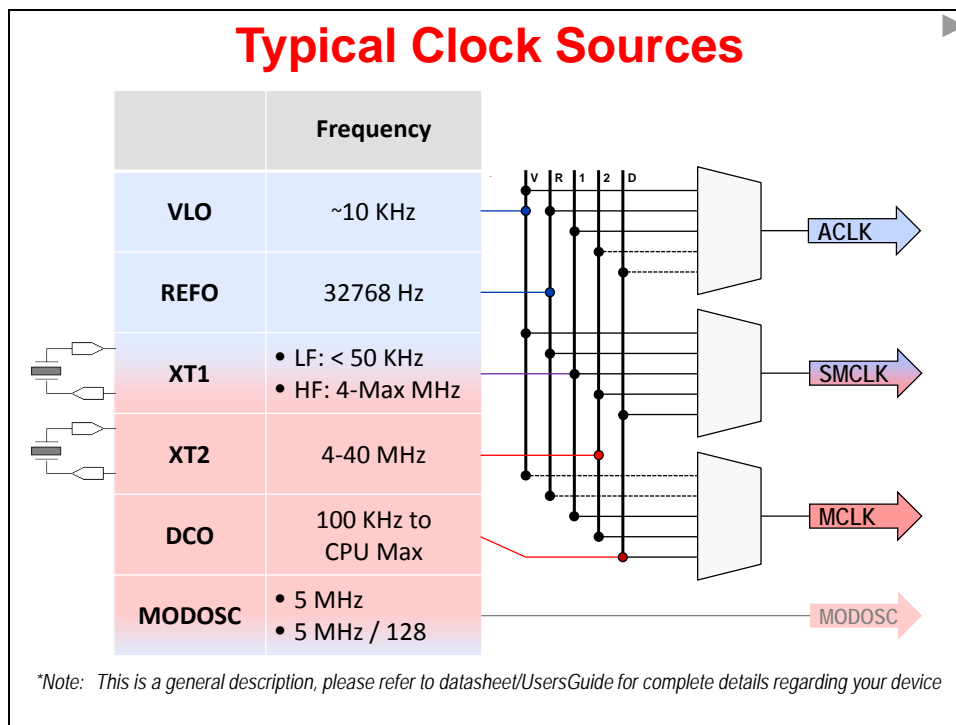 Typical Clock Sources
Frequency
VLO
~10 KHz
REFO
32768 Hz
XT1
• LF: < 50 KHz
• HF: 4-Max MHz
XT2
4-40 MHz
DCO
100 KHz to
CPU Max
MODOSC
• 5 MHz
• 5 MHz / 128
V R 1 2 D
ACLK
SMCLK
MCLK
MODOSC
*Note: This is a general description, please refer to datasheet/UsersGuide for complete details regarding your device